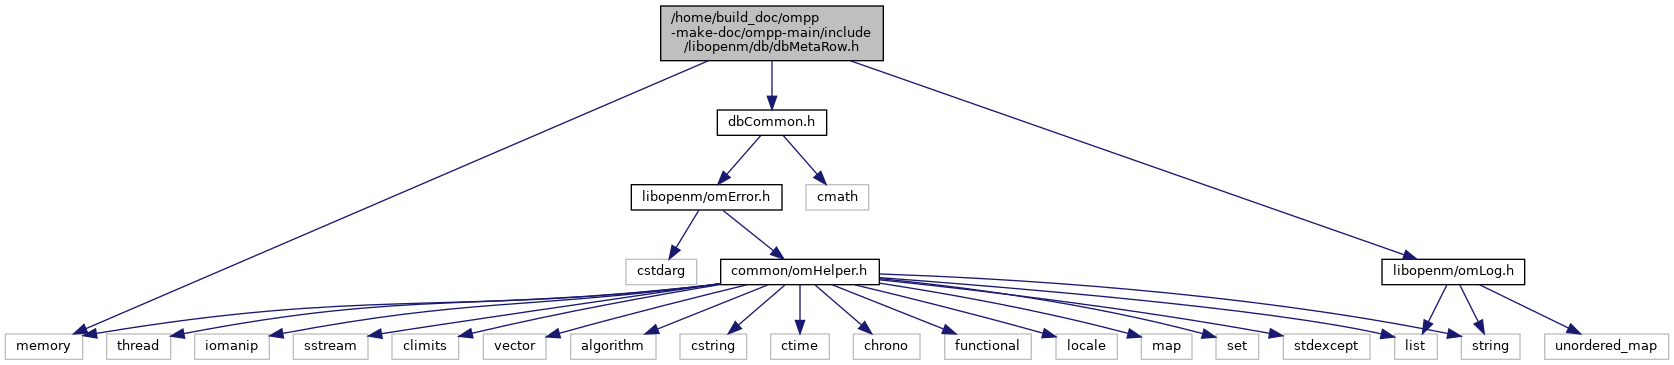 /home/build_doc/ompp
-make-doc/ompp-main/include
/libopenm/db/dbMetaRow.h
dbCommon.h
libopenm/omError.h
cmath
cstdarg
common/omHelper.h
libopenm/omLog.h
memory
thread
iomanip
sstream
climits
vector
algorithm
cstring
ctime
chrono
functional
locale
map
set
stdexcept
list
string
unordered_map